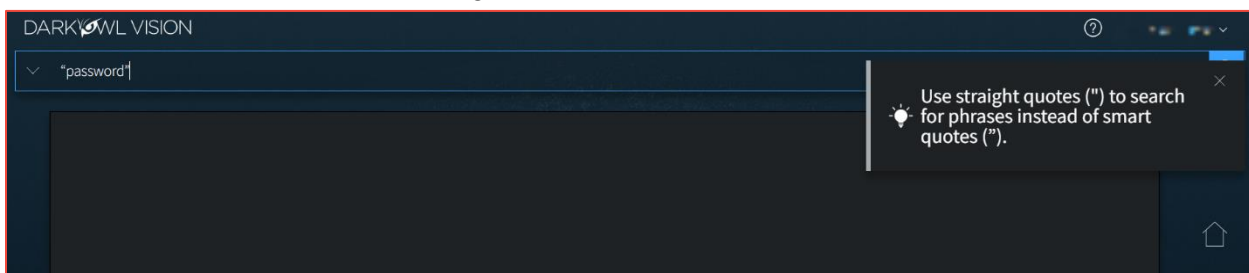 DARKOWL VISION
“password”
Use straight quotes (") to search
for phrases instead of smart
quotes (”).